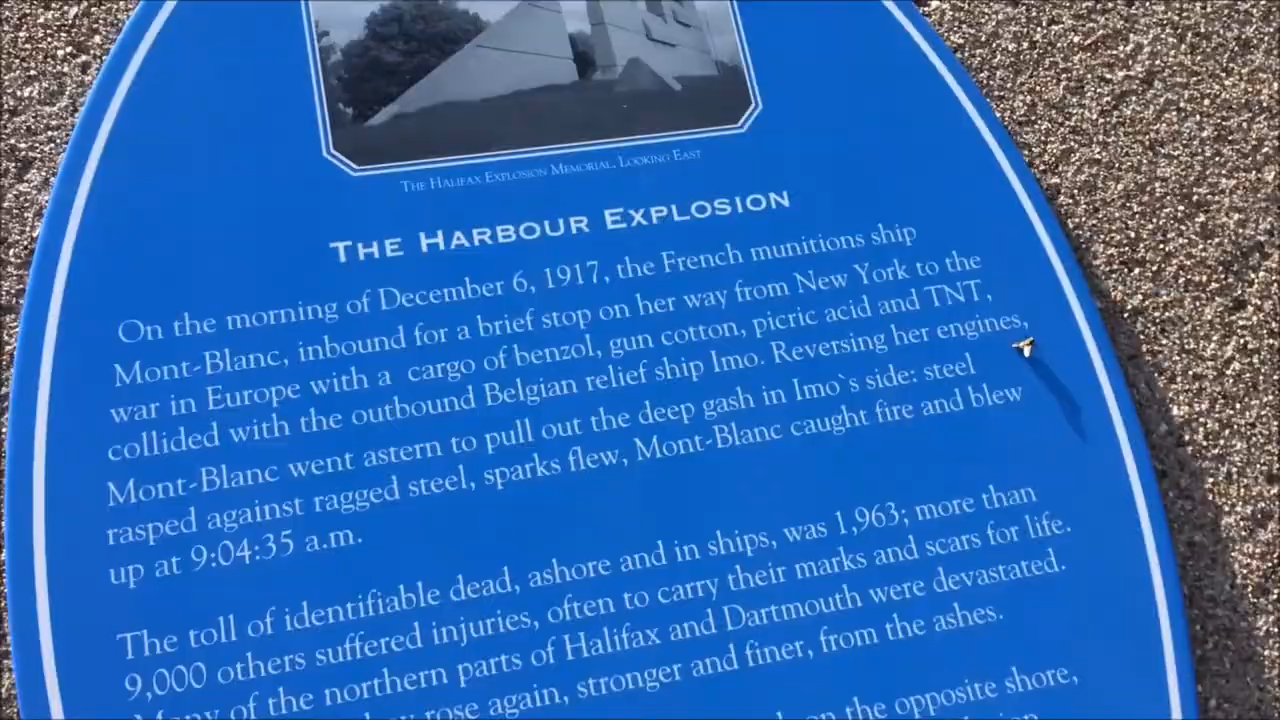 The Halifax Explosion Memorial, Looking East
The Harbour Explosion
On the morning of December 6, 1917, the French munitions ship
Mont-Blanc, inbound for a brief stop on her way from New York to the
war in Europe with a cargo of benzol, gun cotton, picric acid and TNT,
collided with the outbound Belgian relief ship Imo. Reversing her engines,
Mont-Blanc went astern to pull out the deep gash in Imo`s side: steel
rasped against ragged steel, sparks flew, Mont-Blanc caught fire and blew
up at 9:04:35 a.m.
The toll of identifiable dead, ashore and in ships, was 1,963; more than
9,000 others suffered injuries, often to carry their marks and scars for life.
Many of the northern parts of Halifax and Dartmouth were devastated.
rose again, stronger and finer, from the ashes.
on the opposite shore,